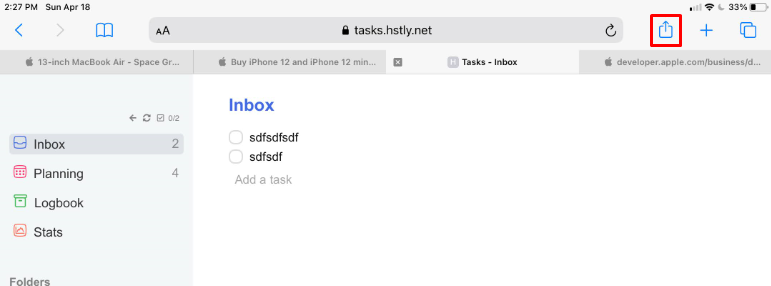 2:27 PM Sun Apr 18 33%
AA tasks.hstly.net
13-inch MacBook Air - Space Gr...
Buy iPhone 12 and iPhone 12 min...
H Tasks - Inbox
developer.apple.com/business/d...
0/2
Inbox 2
Planning 4
Logbook
Stats
Folders
Inbox
sdfsdfsdf
sdfsdf
Add a task